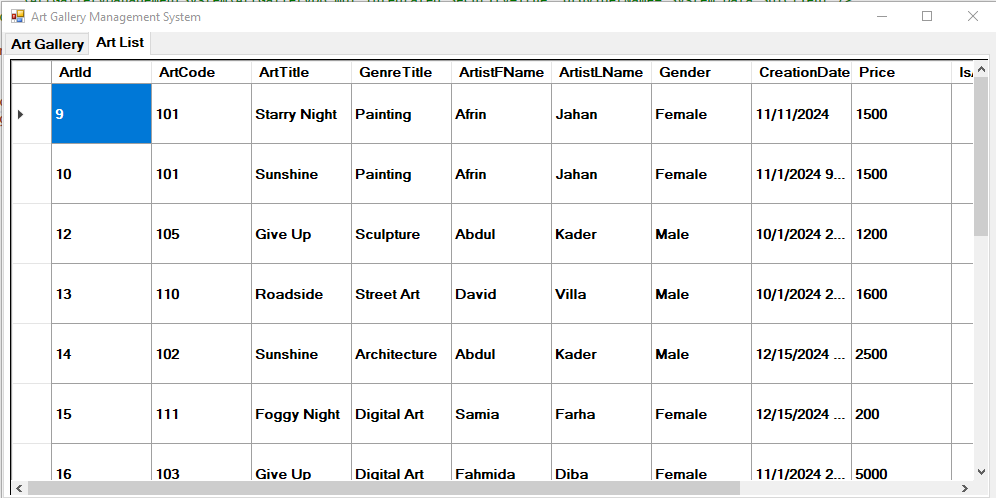 Art Gallery Management System
Art Gallery Art List
ArtId ArtCode ArtTitle GenreTitle ArtistFName ArtistLName Gender CreationDate Price
9 101 Starry Night Painting Afrin Jahan Female 11/11/2024 1500
10 101 Sunshine Painting Afrin Jahan Female 11/1/2024 9... 1500
12 105 Give Up Sculpture Abdul Kader Male 10/1/2024 2... 1200
13 110 Roadside Street Art David Villa Male 10/1/2024 2... 1600
14 102 Sunshine Architecture Abdul Kader Male 12/15/2024 ... 2500
15 111 Foggy Night Digital Art Samia Farha Female 12/15/2024 ... 200
16 103 Give Up Digital Art Fahmida Diba Female 11/1/2024 2... 5000